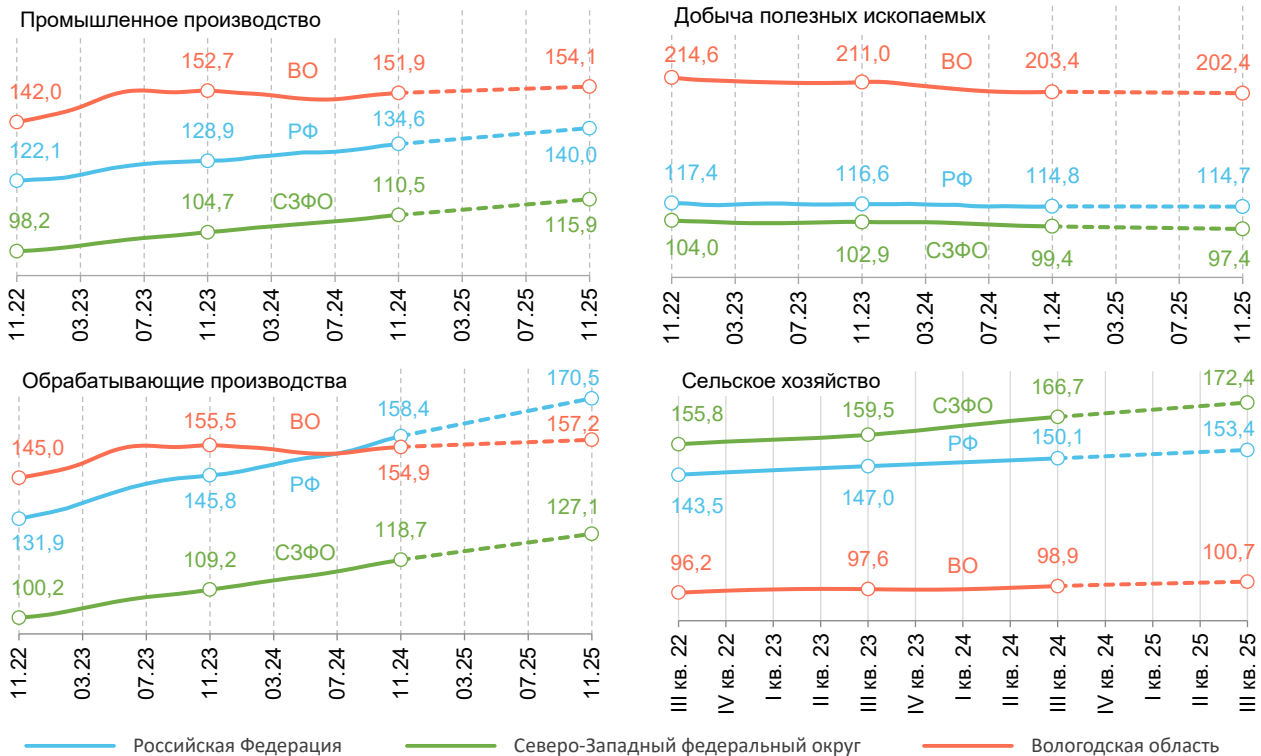 Промышленное производство
152,7
ВО
151,9
154,1
142,0
128,9
РФ
134,6
122,1
140,0
104,7
СЗФО
110,5
98,2
115,9
11.22
03.23
07.23
11.23
03.24
07.24
11.24
03.25
07.25
11.25
Добыча полезных ископаемых
214,6
211,0
ВО
203,4
202,4
117,4
116,6
РФ
114,8
114,7
104,0
102,9
СЗФО
99,4
97,4
11.22
03.23
07.23
11.23
03.24
07.24
11.24
03.25
07.25
11.25
Обрабатывающие производства
170,5
155,5
ВО
158,4
157,2
145,0
154,9
145,8
РФ
131,9
127,1
109,2
СЗФО
118,7
100,2
11.22
03.23
07.23
11.23
03.24
07.24
11.24
03.25
07.25
11.25
Сельское хозяйство
172,4
155,8
159,5
СЗФО
166,7
РФ
150,1
153,4
143,5
147,0
96,2
97,6
ВО
98,9
100,7
III кв. 22
IV кв. 22
I кв. 23
II кв. 23
III кв. 23
IV кв. 23
I кв. 24
II кв. 24
III кв. 24
IV кв. 24
I кв. 25
II кв. 25
III кв. 25
Российская Федерация
Северо-Западный федеральный округ
Вологодская область